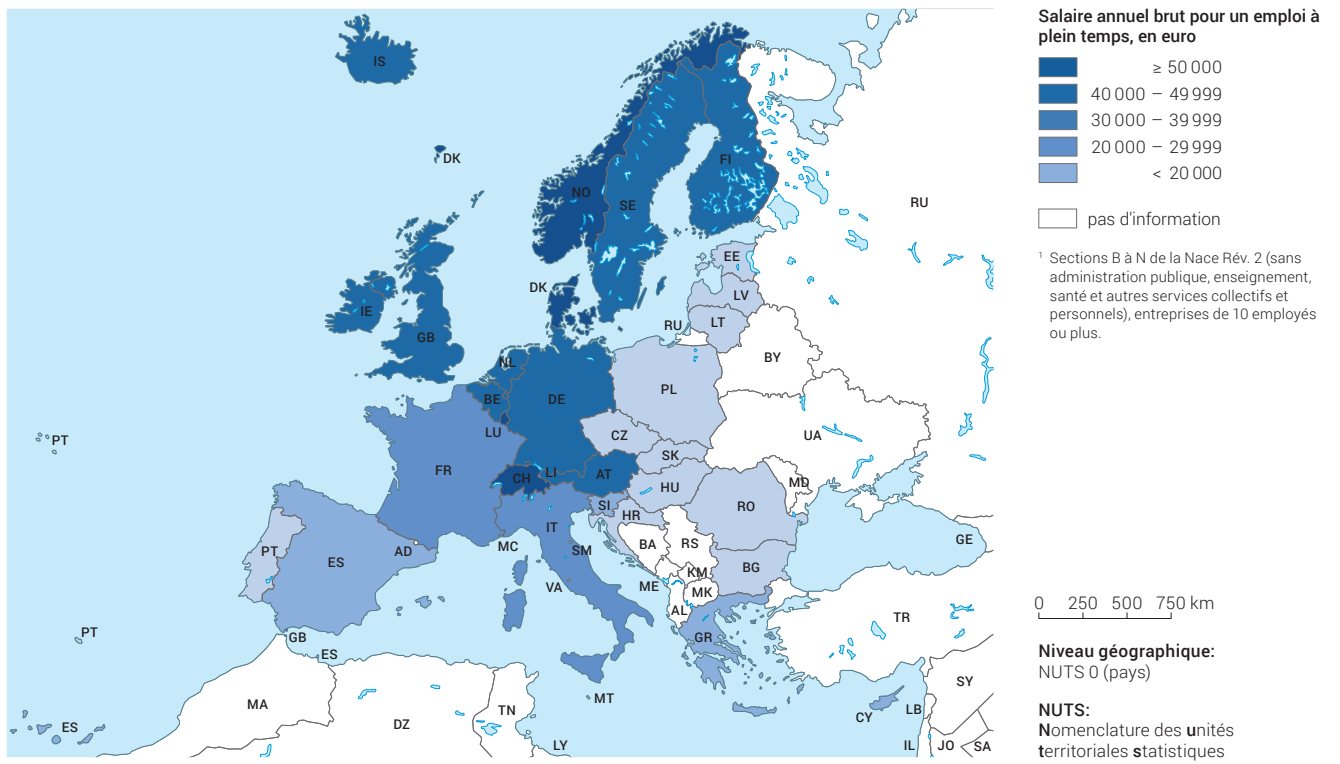 IS
DK
NO
SE
FI
RU
EE
DK
LV
LT
RU
IE
GB
BY
NL
PL
BE
DE
LU
CZ
UA
PT
SK
FR
CH
LI
AT
HU
MD
SI
HR
RO
IT
BA
RS
GE
PT
ES
AD
MC
SM
KM
BG
VA
ME
MK
AL
TR
PT
GB
GR
ES
SY
MT
MA
TN
CY
LB
ES
DZ
LY
IL
JO
SA
Salaire annuel brut pour un emploi à
plein temps, en euro
≥ 50 000
40 000 – 49 999
30 000 – 39 999
20 000 – 29 999
< 20 000
pas d'information
¹ Sections B à N de la Nace Rév. 2 (sans
administration publique, enseignement,
santé et autres services collectifs et
personnels), entreprises de 10 employés
ou plus.
0 250 500 750 km
Niveau géographique:
NUTS 0 (pays)
NUTS:
Nomenclature des unités
territoriales statistiques